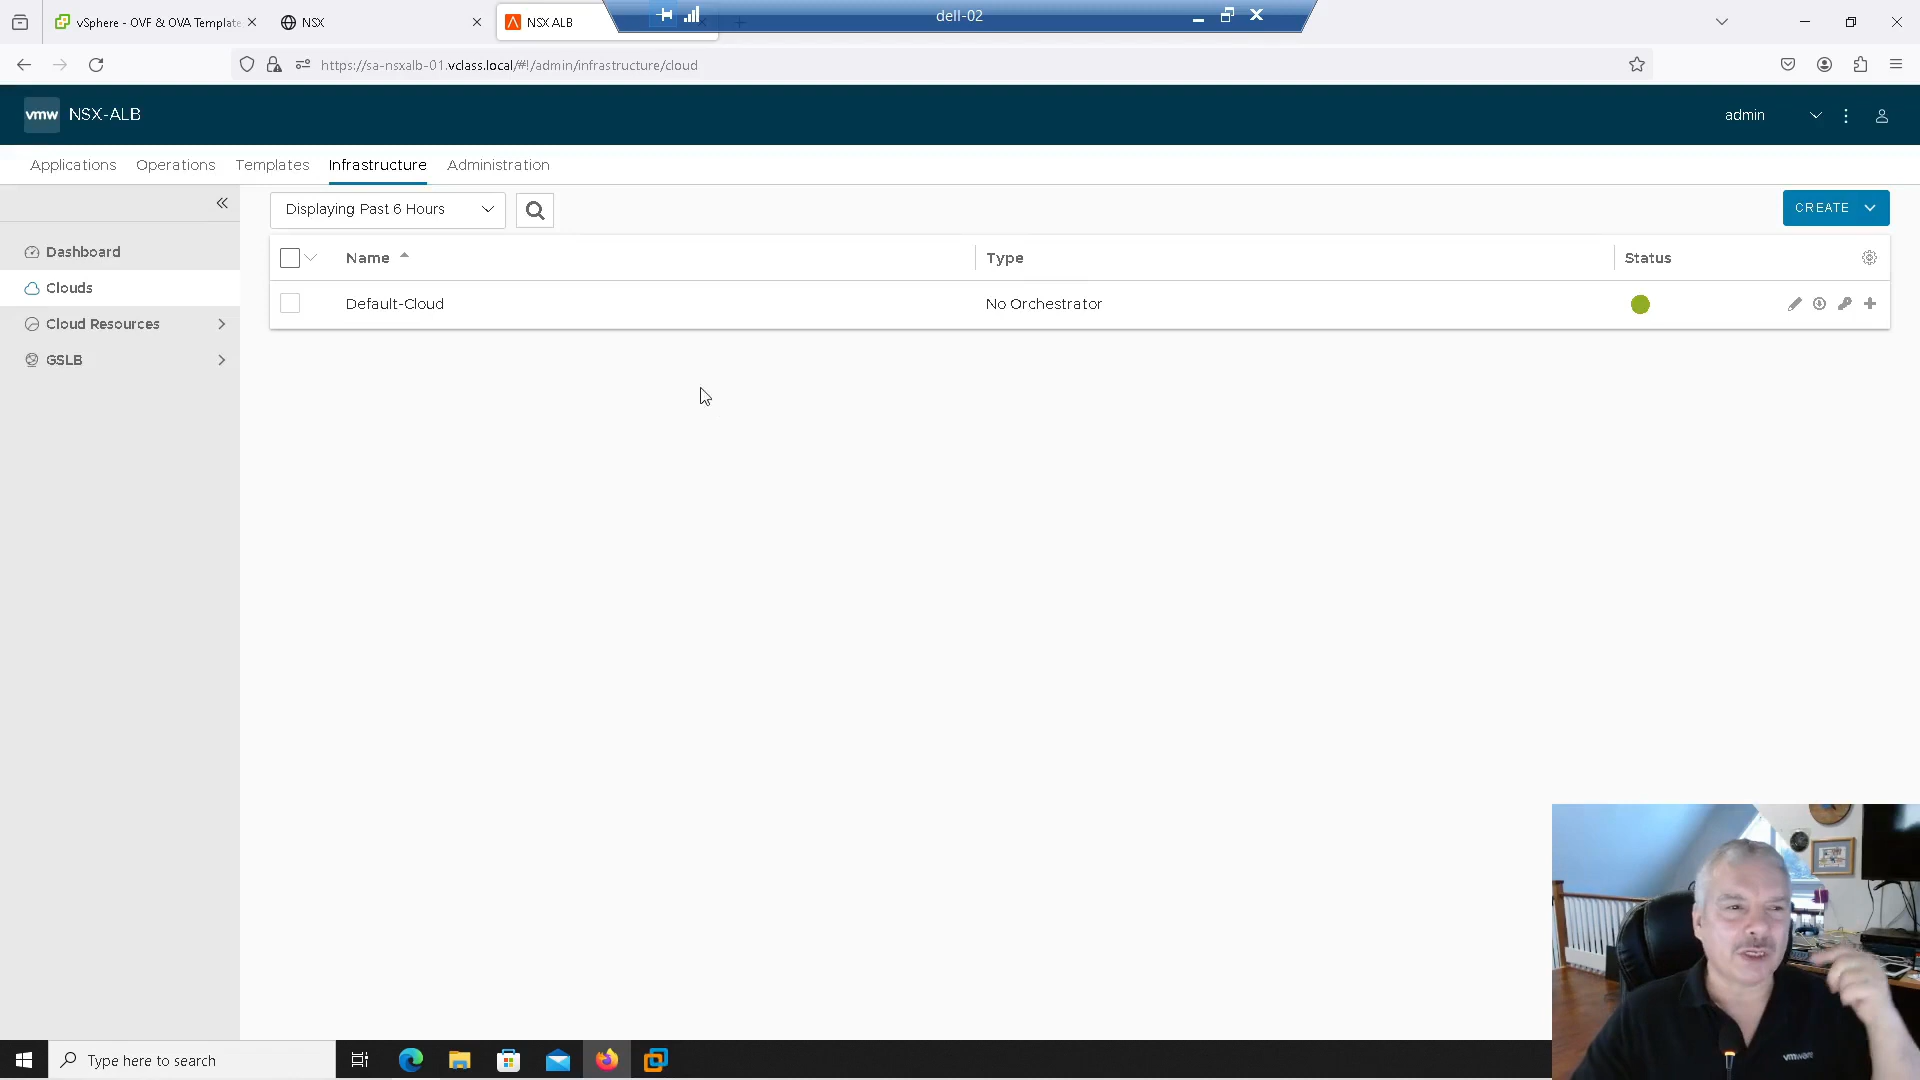 vSphere - OVF & OVA Template
NSX
NSX ALB
dell-02
https://sa-nsxalb-01.vclass.local/#!/admin/infrastructure/cloud
vmw NSX-ALB
admin
Applications
Operations
Templates
Infrastructure
Administration
Displaying Past 6 Hours
CREATE
Dashboard
Clouds
Cloud Resources
GSLB
Name
Type
Status
Default-Cloud
No Orchestrator
Type here to search
vmware